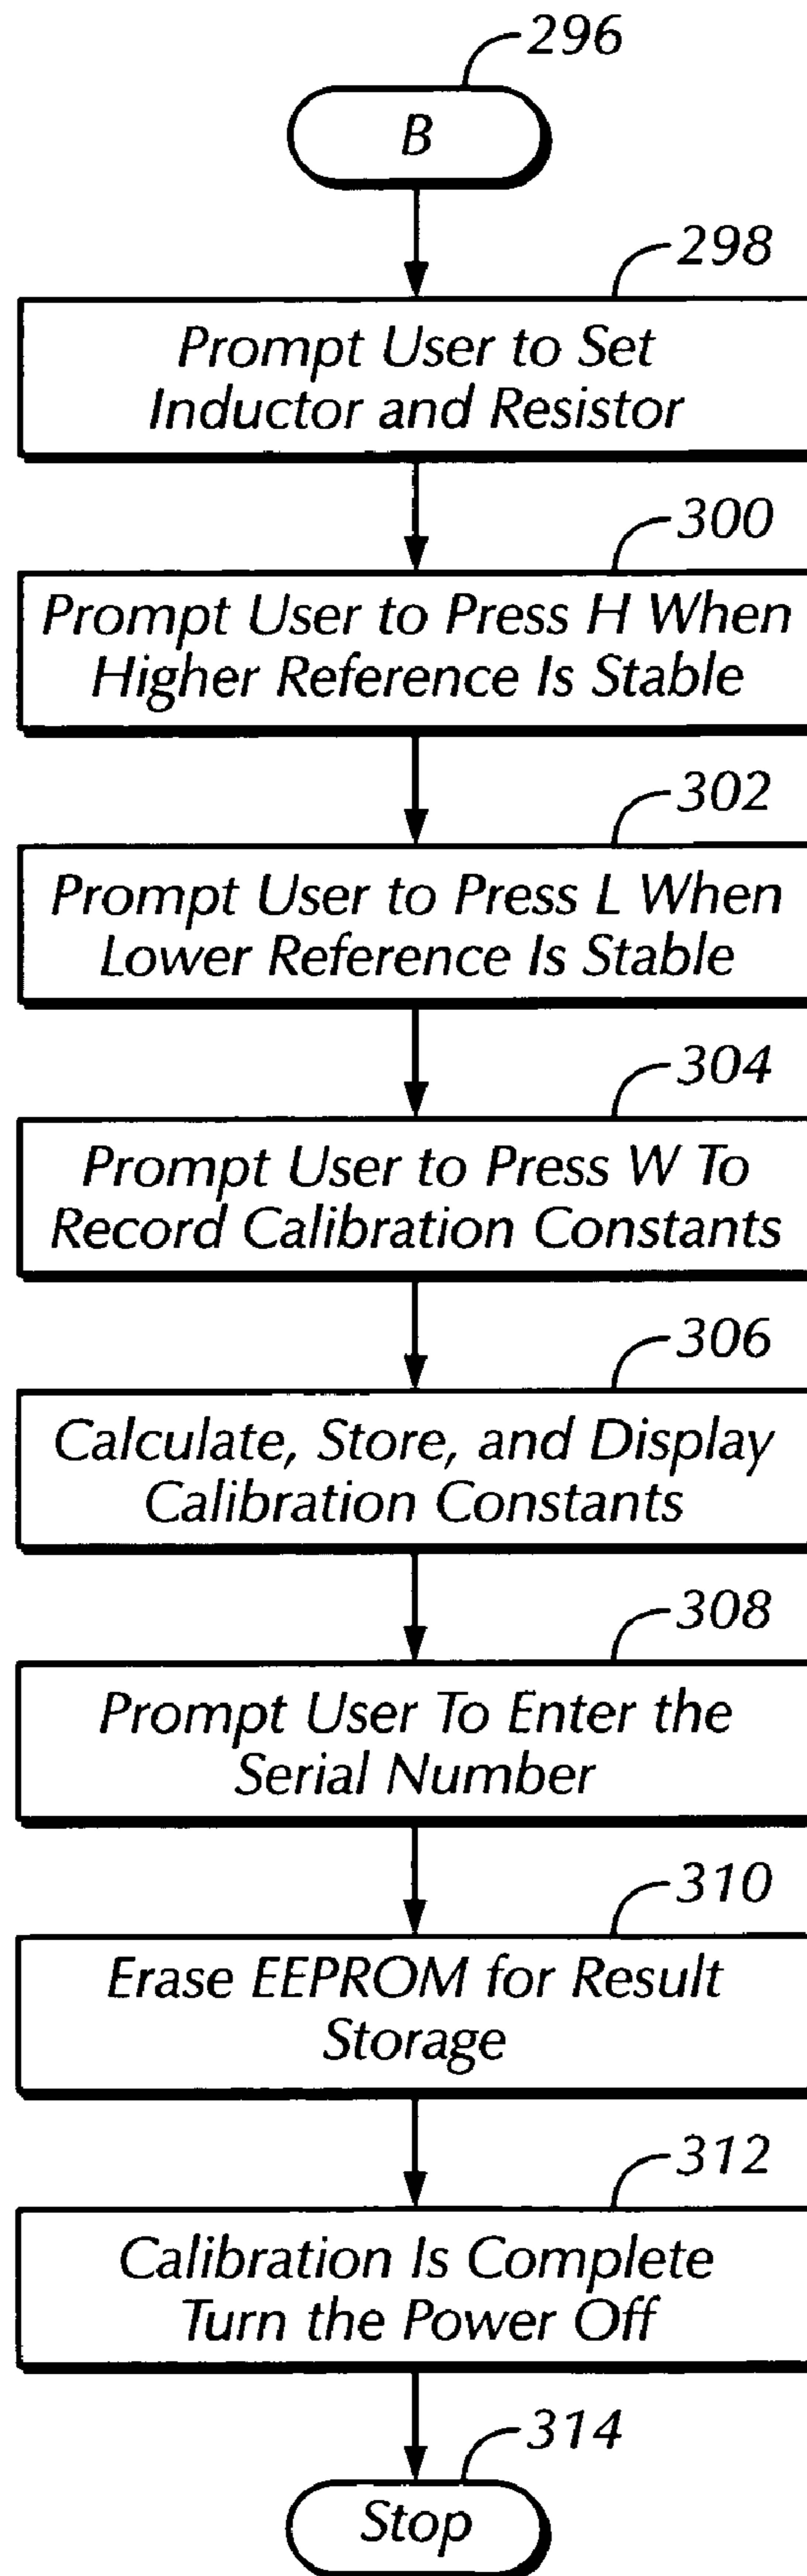 296
B
298
Prompt User to Set
Inductor and Resistor
300
Prompt User to Press H When
Higher Reference Is Stable
302
Prompt User to Press L When
Lower Reference Is Stable
304
Prompt User to Press W To
Record Calibration Constants
306
Calculate, Store, and Display
Calibration Constants
308
Prompt User To Enter the
Serial Number
310
Erase EEPROM for Result
Storage
312
Calibration Is Complete
Turn the Power Off
314
Stop